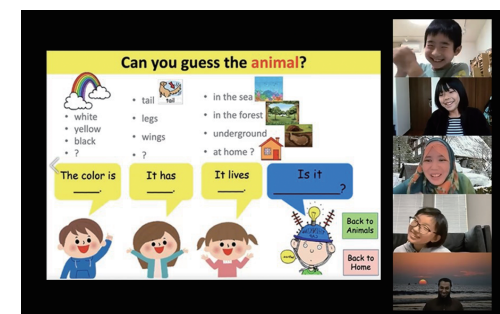 Can you guess the animal?
• white
• yellow
• black
• ?
• tail
tail
• legs
• wings
• ?
• in the sea
• in the forest
• underground
• at home ?
The color is
____.
It has
____.
It lives
____.
Is it
__________?
Back to
Animals
Back to
Home